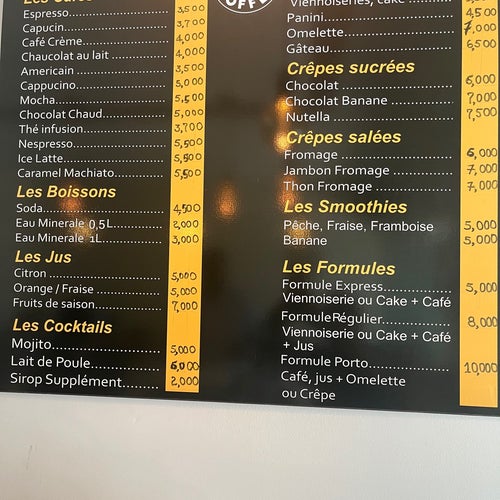 Espresso 3,500
Capucin 3,700
Café Crème 4,000
Chaucolat au lait 4,000
Americain 3,500
Cappucino 5,000
Mocha 5,500
Chocolat Chaud 5,000
Thé infusion 3,700
Nespresso 5,500
Ice Latte 5,500
Caramel Machiato 5,500
Les Boissons
Soda 4,500
Eau Minerale 0,5L 2,000
Eau Minerale 1L 3,000
Les Jus
Citron 5,000
Orange / Fraise 5,000
Fruits de saison 7,000
Les Cocktails
Mojito 5,000
Lait de Poule 6,000
Sirop Supplément 2,000
Viennoiseries, cake
Panini 4,500
Omelette 7,000
Gâteau 6,500
Crêpes sucrées
Chocolat 6,000
Chocolat Banane 7,000
Nutella 7,500
Crêpes salées
Fromage 6,000
Jambon Fromage 7,000
Thon Fromage 7,000
Les Smoothies
Pêche, Fraise, Framboise 5,000
Banane 5,000
Les Formules
Formule Express 5,000
Viennoiserie ou Cake + Café
Formule Régulier 8,000
Viennoiserie ou Cake + Café
+ Jus
Formule Porto 10,000
Café, jus + Omelette
ou Crêpe